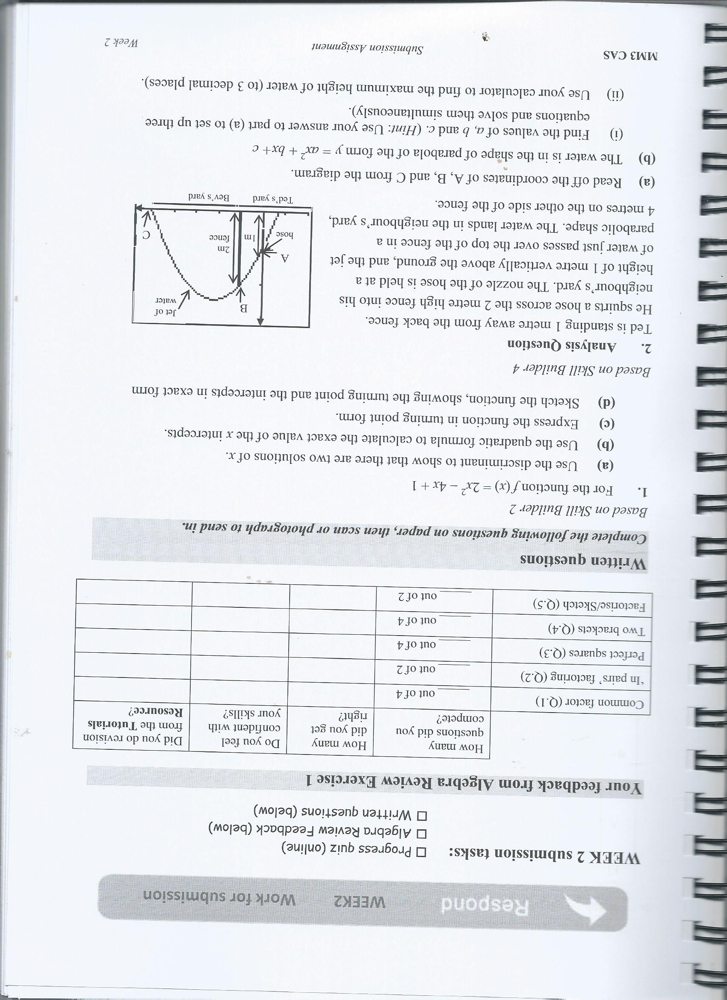 Respond WEEK2 Work for submission
WEEK 2 submission tasks: □ Progress quiz (online)
□ Algebra Review Feedback (below)
□ Written questions (below)
Your feedback from Algebra Review Exercise 1
How many questions did you compete? How many did you get right? Do you feel confident with your skills? Did you do revision from the Tutorials Resource?
Common factor (Q.1) ______ out of 4
‘In pairs’ factoring (Q.2) ______ out of 2
Perfect squares (Q.3) ______ out of 4
Two brackets (Q.4) ______ out of 4
Factorise/Sketch (Q.5) ______ out of 2
Written questions
Complete the following questions on paper, then scan or photograph to send in.
Based on Skill Builder 2
1. For the function f(x) = 2x² – 4x + 1
(a) Use the discriminant to show that there are two solutions of x.
(b) Use the quadratic formula to calculate the exact value of the x intercepts.
(c) Express the function in turning point form.
(d) Sketch the function, showing the turning point and the intercepts in exact form
Based on Skill Builder 4
2. Analysis Question
Ted is standing 1 metre away from the back fence.
He squirts a hose across the 2 metre high fence into his
neighbour’s yard. The nozzle of the hose is held at a
height of 1 metre vertically above the ground, and the jet
of water just passes over the top of the fence in a
parabolic shape. The water lands in the neighbour’s yard,
4 metres on the other side of the fence.
B
Jet of
water
A
hose
1m
2m
fence
C
Ted’s yard
Bev’s yard
(a) Read off the coordinates of A, B, and C from the diagram.
(b) The water is in the shape of parabola of the form y = ax² + bx+ c
(i) Find the values of a, b and c. (Hint: Use your answer to part (a) to set up three
equations and solve them simultaneously).
(ii) Use your calculator to find the maximum height of water (to 3 decimal places).
MM3 CAS
Submission Assignment
Week 2